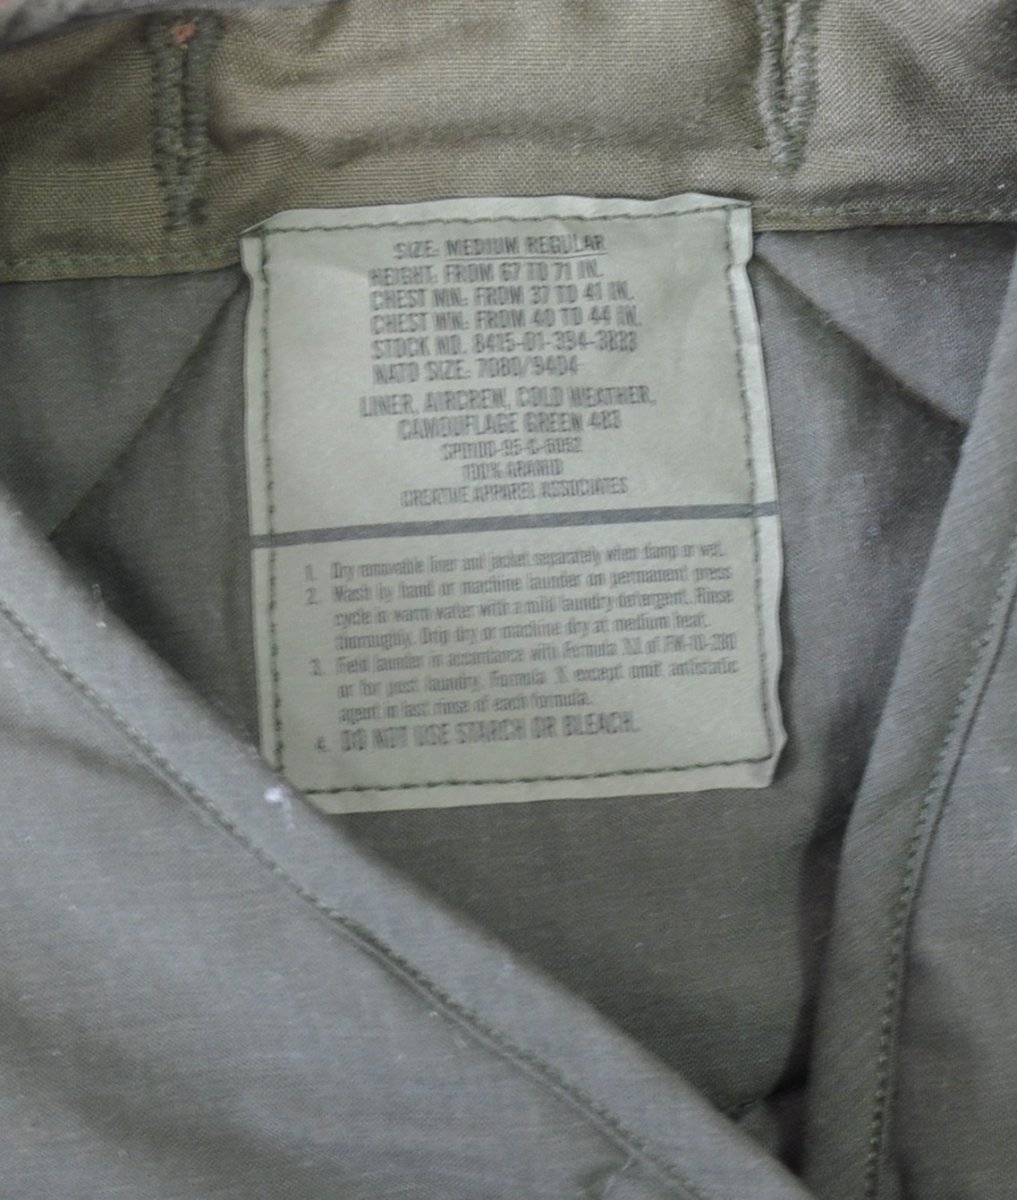 SIZE: MEDIUM REGULAR
HEIGHT: FROM 67 TO 71 IN.
CHEST MN: FROM 37 TO 41 IN.
CHEST WN: FROM 40 TO 44 IN.
STOCK NO. 8415-01-394-3833
NATO SIZE: 7080/9404
LINER, AIRCREW, COLD WEATHER,
CAMOUFLAGE GREEN 483
100% ARAMID
CREATIVE APPAREL ASSOCIATES
1. Dry removable liner and jacket separately when damp or wet.
2. Wash by hand or machine launder on permanent press
cycle in warm water with a mild laundry detergent. Rinse
thoroughly. Drip dry or machine dry at medium heat.
3. Field launder in accordance with Formula of FM-10-280
or for post laundry, Formula X except omit antistatic
agent in last rinse of each formula.
4. DO NOT USE STARCH OR BLEACH.